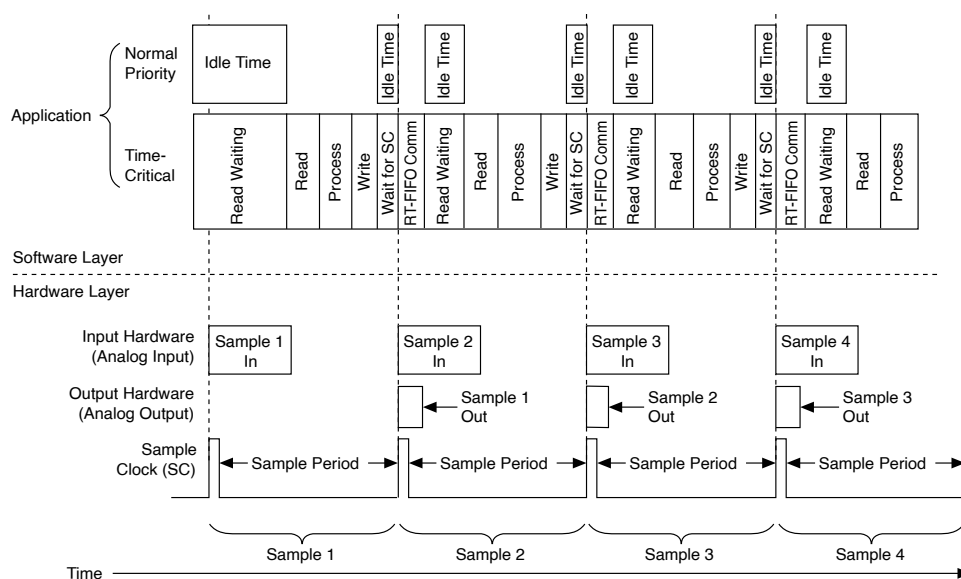 Normal
Priority
Application
Time-
Critical
Idle Time
Idle Time
Idle Time
Idle Time
Idle Time
Idle Time
Idle Time
Read Waiting
Read
Process
Write
Wait for SC
RT-FIFO Comm
Read Waiting
Read
Process
Write
Wait for SC
RT-FIFO Comm
Read Waiting
Read
Process
Write
Wait for SC
RT-FIFO Comm
Read Waiting
Read
Process
Software Layer
Hardware Layer
Input Hardware
(Analog Input)
Sample 1
In
Sample 2
In
Sample 3
In
Sample 4
In
Output Hardware
(Analog Output)
Sample 1
Out
Sample 2
Out
Sample 3
Out
Sample
Clock (SC)
Sample Period
Sample Period
Sample Period
Sample Period
Sample 1
Sample 2
Sample 3
Sample 4
Time